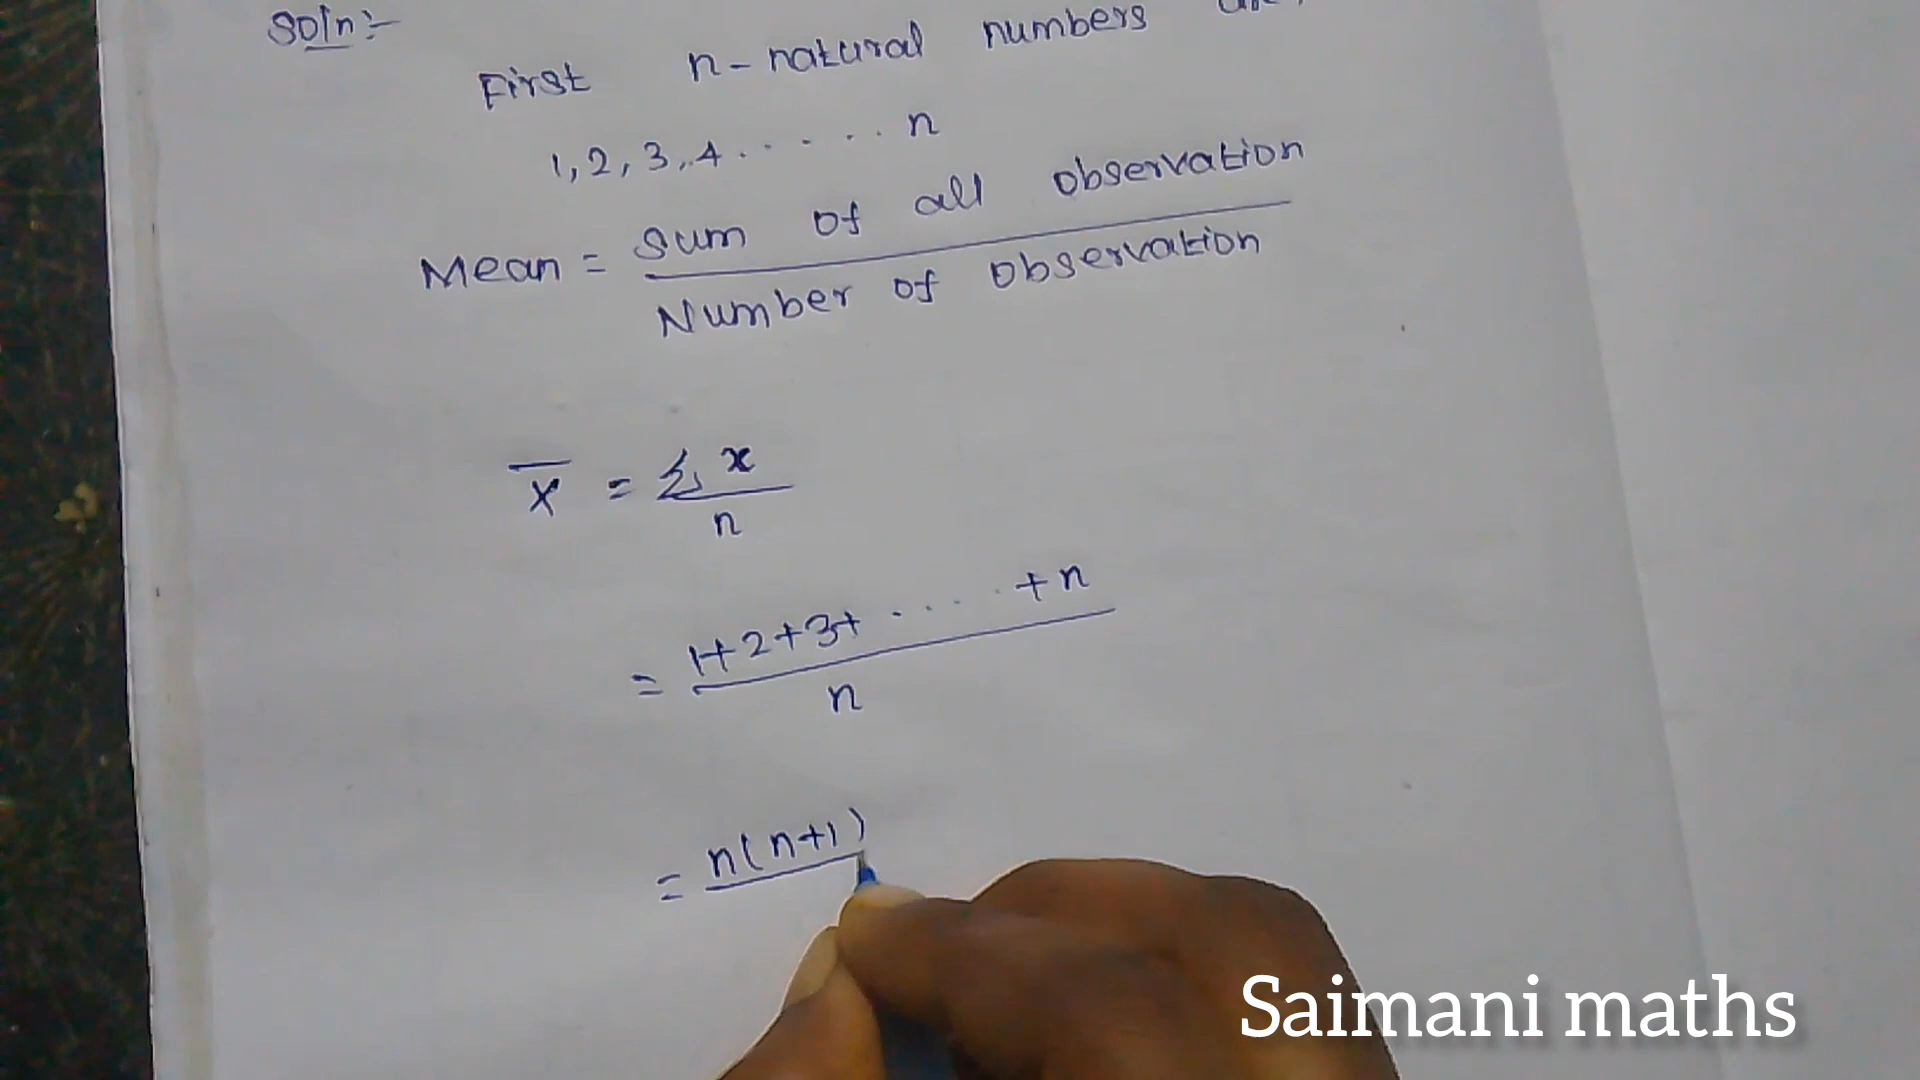 Soln:-
First n-natural numbers
1, 2, 3, 4 . . . . . . n
Mean = Sum of all observation
Number of observation
x̄ = ∑x
n
= 1+2+3+ . . . . . +n
n
= n(n+1)
Saimani maths